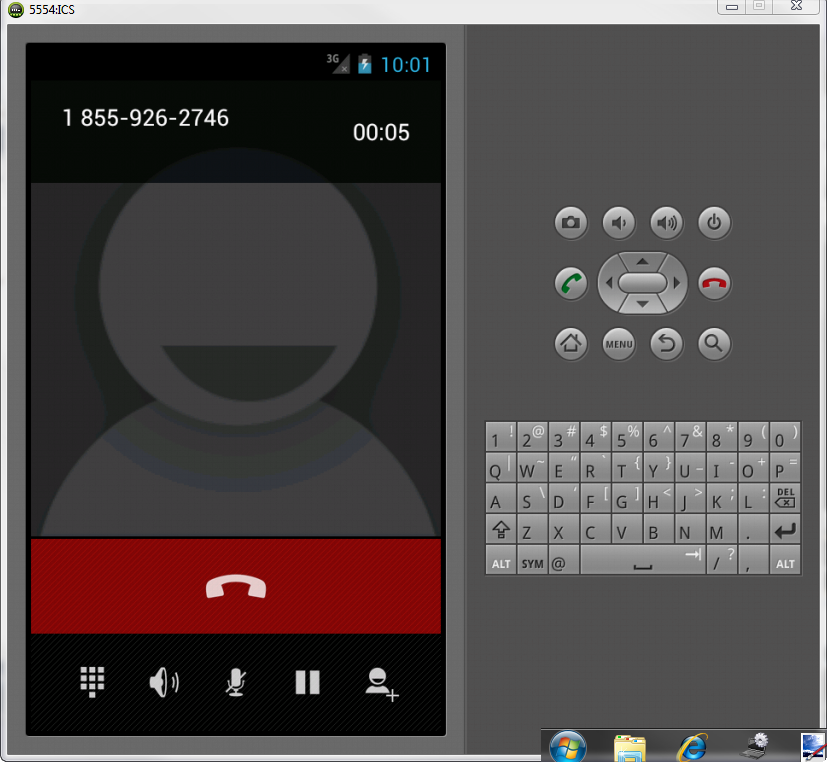 5554:ICS
3G 10:01
1 855-926-2746
00:05
MENU
1 ! 2 @ 3 # 4 $ 5 % 6 ^ 7 & 8 * 9 ( 0 )
Q | W ~ E " R ` T { Y } U _ I - O + P =
A S \ D ' F [ G ] H < J > K ; L : DEL
Z X C V B N M .
ALT SYM @ / ? , ALT